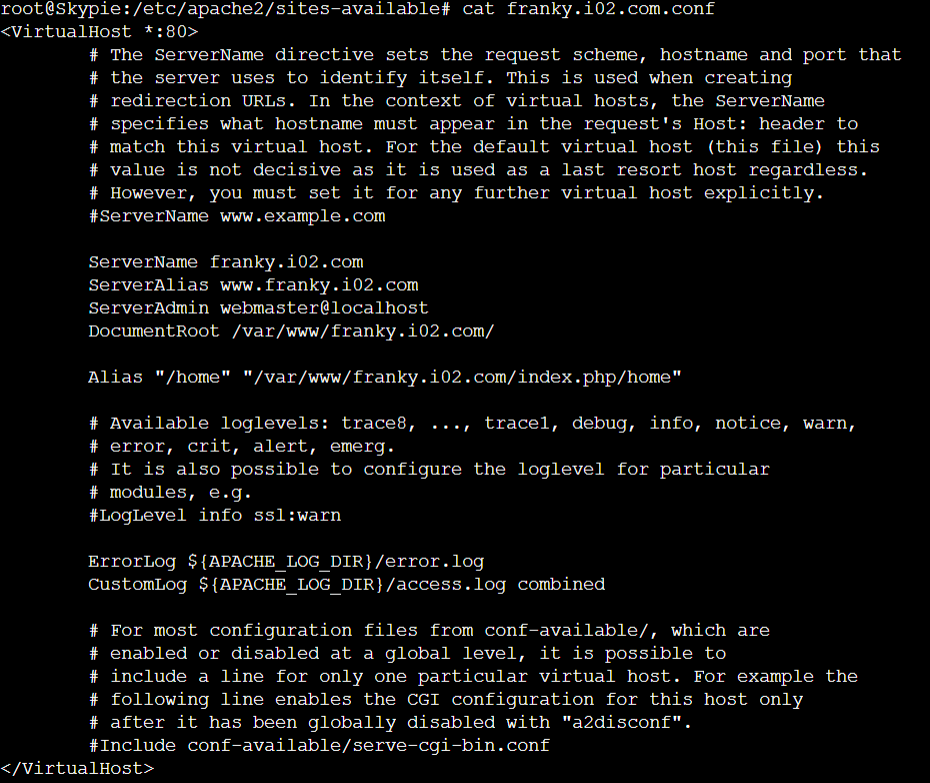 root@Skypie:/etc/apache2/sites-available# cat franky.i02.com.conf
<VirtualHost *:80>
# The ServerName directive sets the request scheme, hostname and port that
# the server uses to identify itself. This is used when creating
# redirection URLs. In the context of virtual hosts, the ServerName
# specifies what hostname must appear in the request's Host: header to
# match this virtual host. For the default virtual host (this file) this
# value is not decisive as it is used as a last resort host regardless.
# However, you must set it for any further virtual host explicitly.
#ServerName www.example.com
ServerName franky.i02.com
ServerAlias www.franky.i02.com
ServerAdmin webmaster@localhost
DocumentRoot /var/www/franky.i02.com/
Alias "/home" "/var/www/franky.i02.com/index.php/home"
# Available loglevels: trace8, ..., trace1, debug, info, notice, warn,
# error, crit, alert, emerg.
# It is also possible to configure the loglevel for particular
# modules, e.g.
#LogLevel info ssl:warn
ErrorLog ${APACHE_LOG_DIR}/error.log
CustomLog ${APACHE_LOG_DIR}/access.log combined
# For most configuration files from conf-available/, which are
# enabled or disabled at a global level, it is possible to
# include a line for only one particular virtual host. For example the
# following line enables the CGI configuration for this host only
# after it has been globally disabled with "a2disconf".
#Include conf-available/serve-cgi-bin.conf
</VirtualHost>